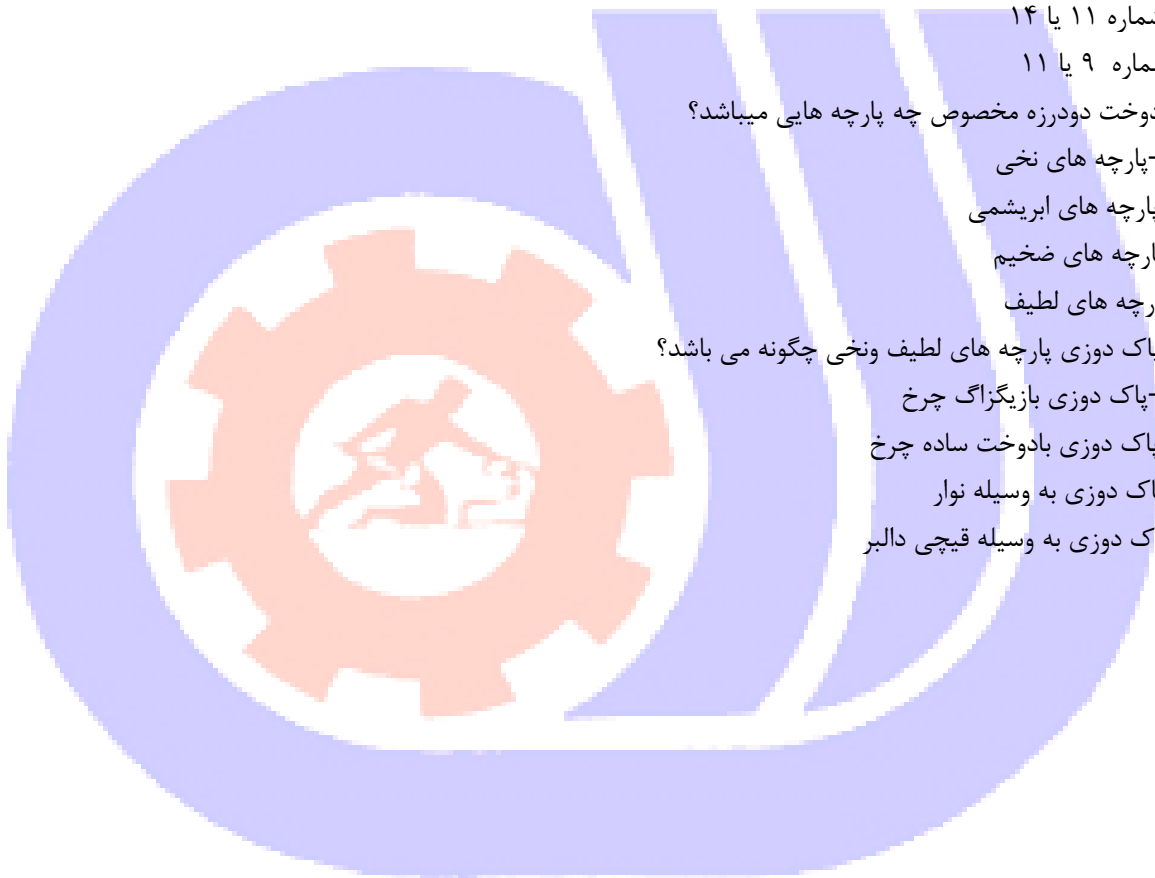 شماره ۱۱ یا ۱۴
شماره ۹ یا ۱۱
دوخت دودرزه مخصوص چه پارچه هایی میباشد؟
-پارچه های نخی
پارچه های ابریشمی
پارچه های ضخیم
پارچه های لطیف
پاک دوزی پارچه های لطیف ونخی چگونه می باشد؟
-پاک دوزی بازیگزاگ چرخ
پاک دوزی بادوخت ساده چرخ
پاک دوزی به وسیله نوار
پاک دوزی به وسیله قیچی دالبر